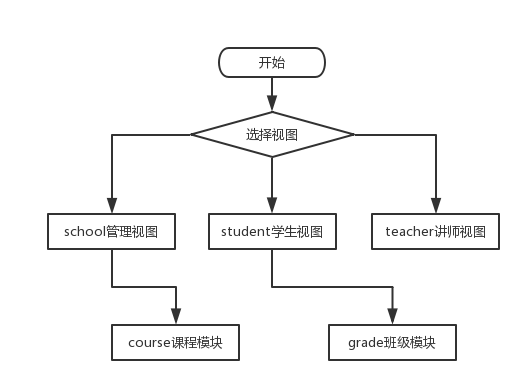 开始
选择视图
school管理视图
student学生视图
teacher讲师视图
course课程模块
grade班级模块